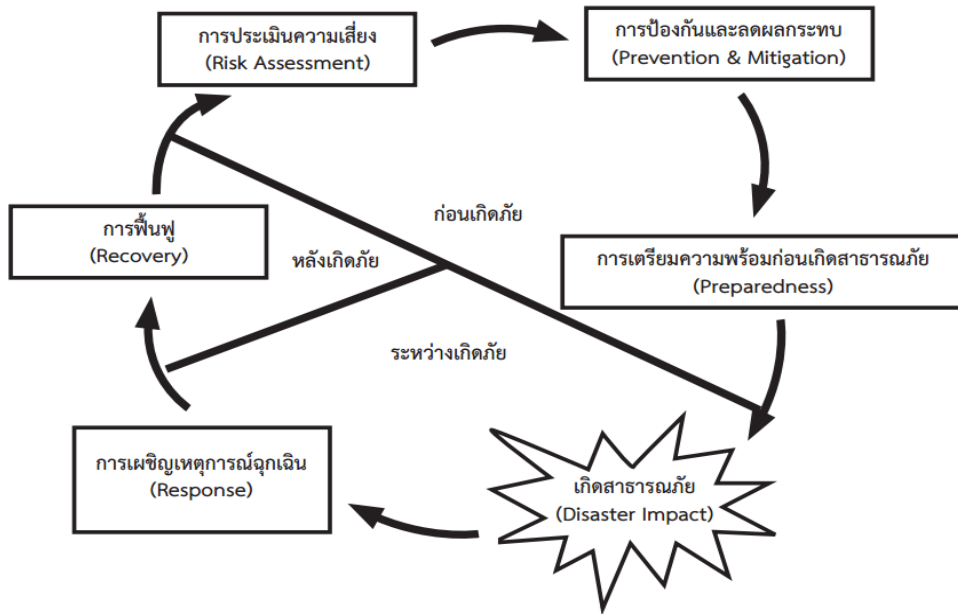 การประเมินความเสี่ยง
(Risk Assessment)
การป้องกันและลดผลกระทบ
(Prevention & Mitigation)
การฟื้นฟู
(Recovery)
ก่อนเกิดภัย
หลังเกิดภัย
การเตรียมความพร้อมก่อนเกิดสาธารณภัย
(Preparedness)
ระหว่างเกิดภัย
การเผชิญเหตุการณ์ฉุกเฉิน
(Response)
เกิดสาธารณภัย
(Disaster Impact)